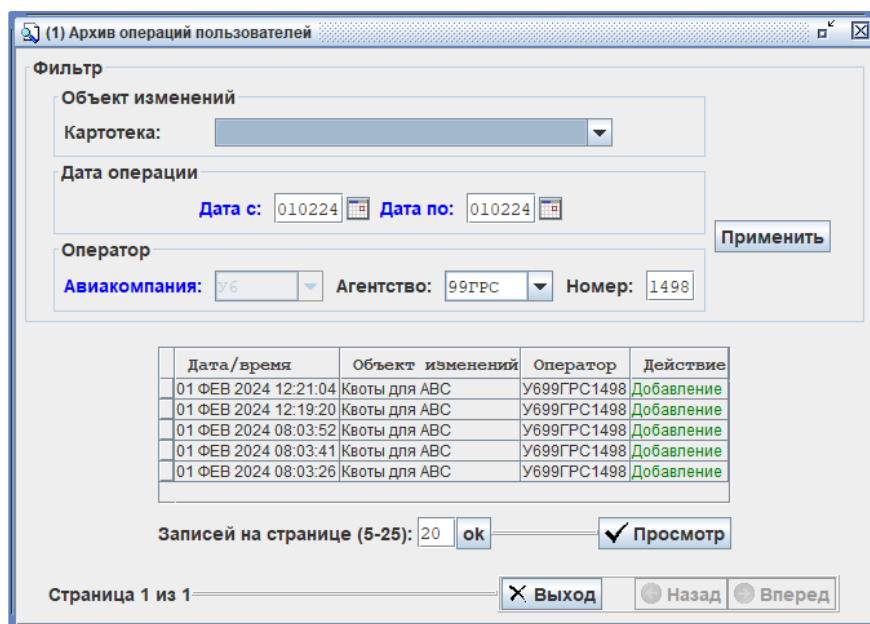 (1) Архив операций пользователей
Фильтр
Объект изменений
Картотека:
Дата операции
Дата с: 010224 Дата по: 010224
Применить
Оператор
Авиакомпания: У6 Агентство: 99ГРС Номер: 1498
Дата/время Объект изменений Оператор Действие
01 ФЕВ 2024 12:21:04 Квоты для АВС У699ГРС1498 Добавление
01 ФЕВ 2024 12:19:20 Квоты для АВС У699ГРС1498 Добавление
01 ФЕВ 2024 08:03:52 Квоты для АВС У699ГРС1498 Добавление
01 ФЕВ 2024 08:03:41 Квоты для АВС У699ГРС1498 Добавление
01 ФЕВ 2024 08:03:26 Квоты для АВС У699ГРС1498 Добавление
Записей на странице (5-25): 20 ok Просмотр
Страница 1 из 1 Выход Назад Вперед